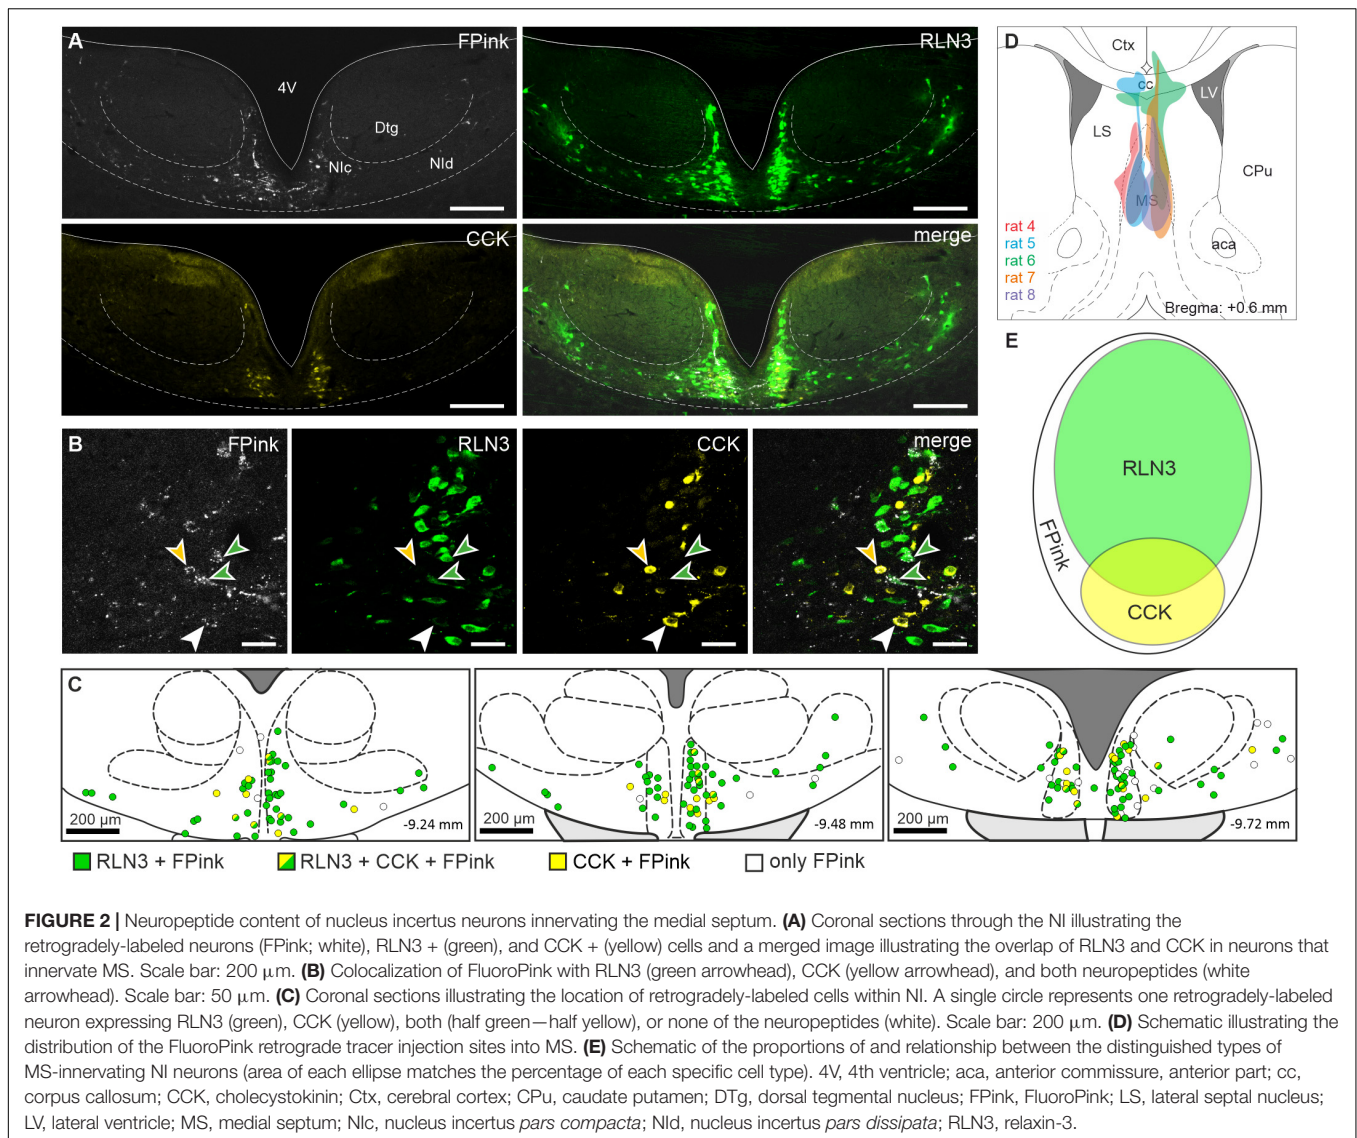 A
FPink
4V
Dtg
NIc
NId
RLN3
CCK
merge
B
FPink
RLN3
CCK
merge
C
200 µm
-9.24 mm
200 µm
-9.48 mm
200 µm
-9.72 mm
RLN3 + FPink
RLN3 + CCK + FPink
CCK + FPink
only FPink
D
Ctx
cc
LV
LS
CPu
MS
aca
rat 4
rat 5
rat 6
rat 7
rat 8
Bregma: +0.6 mm
E
RLN3
FPink
CCK
FIGURE 2 | Neuropeptide content of nucleus incertus neurons innervating the medial septum. (A) Coronal sections through the NI illustrating the
retrogradely-labeled neurons (FPink; white), RLN3 + (green), and CCK + (yellow) cells and a merged image illustrating the overlap of RLN3 and CCK in neurons that
innervate MS. Scale bar: 200 µm. (B) Colocalization of FluoroPink with RLN3 (green arrowhead), CCK (yellow arrowhead), and both neuropeptides (white
arrowhead). Scale bar: 50 µm. (C) Coronal sections illustrating the location of retrogradely-labeled cells within NI. A single circle represents one retrogradely-labeled
neuron expressing RLN3 (green), CCK (yellow), both (half green—half yellow), or none of the neuropeptides (white). Scale bar: 200 µm. (D) Schematic illustrating the
distribution of the FluoroPink retrograde tracer injection sites into MS. (E) Schematic of the proportions of and relationship between the distinguished types of
MS-innervating NI neurons (area of each ellipse matches the percentage of each specific cell type). 4V, 4th ventricle; aca, anterior commissure, anterior part; cc,
corpus callosum; CCK, cholecystokinin; Ctx, cerebral cortex; CPu, caudate putamen; DTg, dorsal tegmental nucleus; FPink, FluoroPink; LS, lateral septal nucleus;
LV, lateral ventricle; MS, medial septum; NIc, nucleus incertus pars compacta; NId, nucleus incertus pars dissipata; RLN3, relaxin-3.